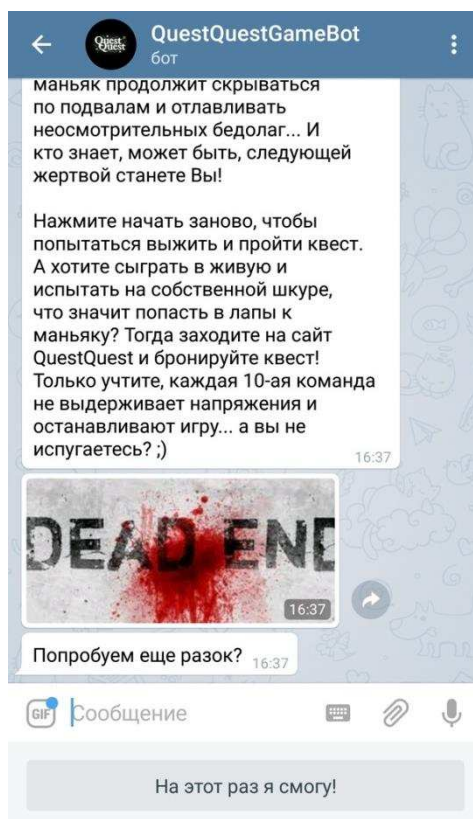 QuestQuestGameBot
бот
Quest
Quest
маньяк продолжит скрываться
по подвалам и отлавливать
неосмотрительных бедолаг... И
кто знает, может быть, следующей
жертвой станете Вы!
Нажмите начать заново, чтобы
попытаться выжить и пройти квест.
А хотите сыграть в живую и
испытать на собственной шкуре,
что значит попасть в лапы к
маньяку? Тогда заходите на сайт
QuestQuest и бронируйте квест!
Только учтите, каждая 10-ая команда
не выдерживает напряжения и
останавливают игру... а вы не
испугаетесь? ;)
16:37
DEAD END
16:37
Попробуем еще разок?
16:37
GIF
Сообщение
На этот раз я смогу!